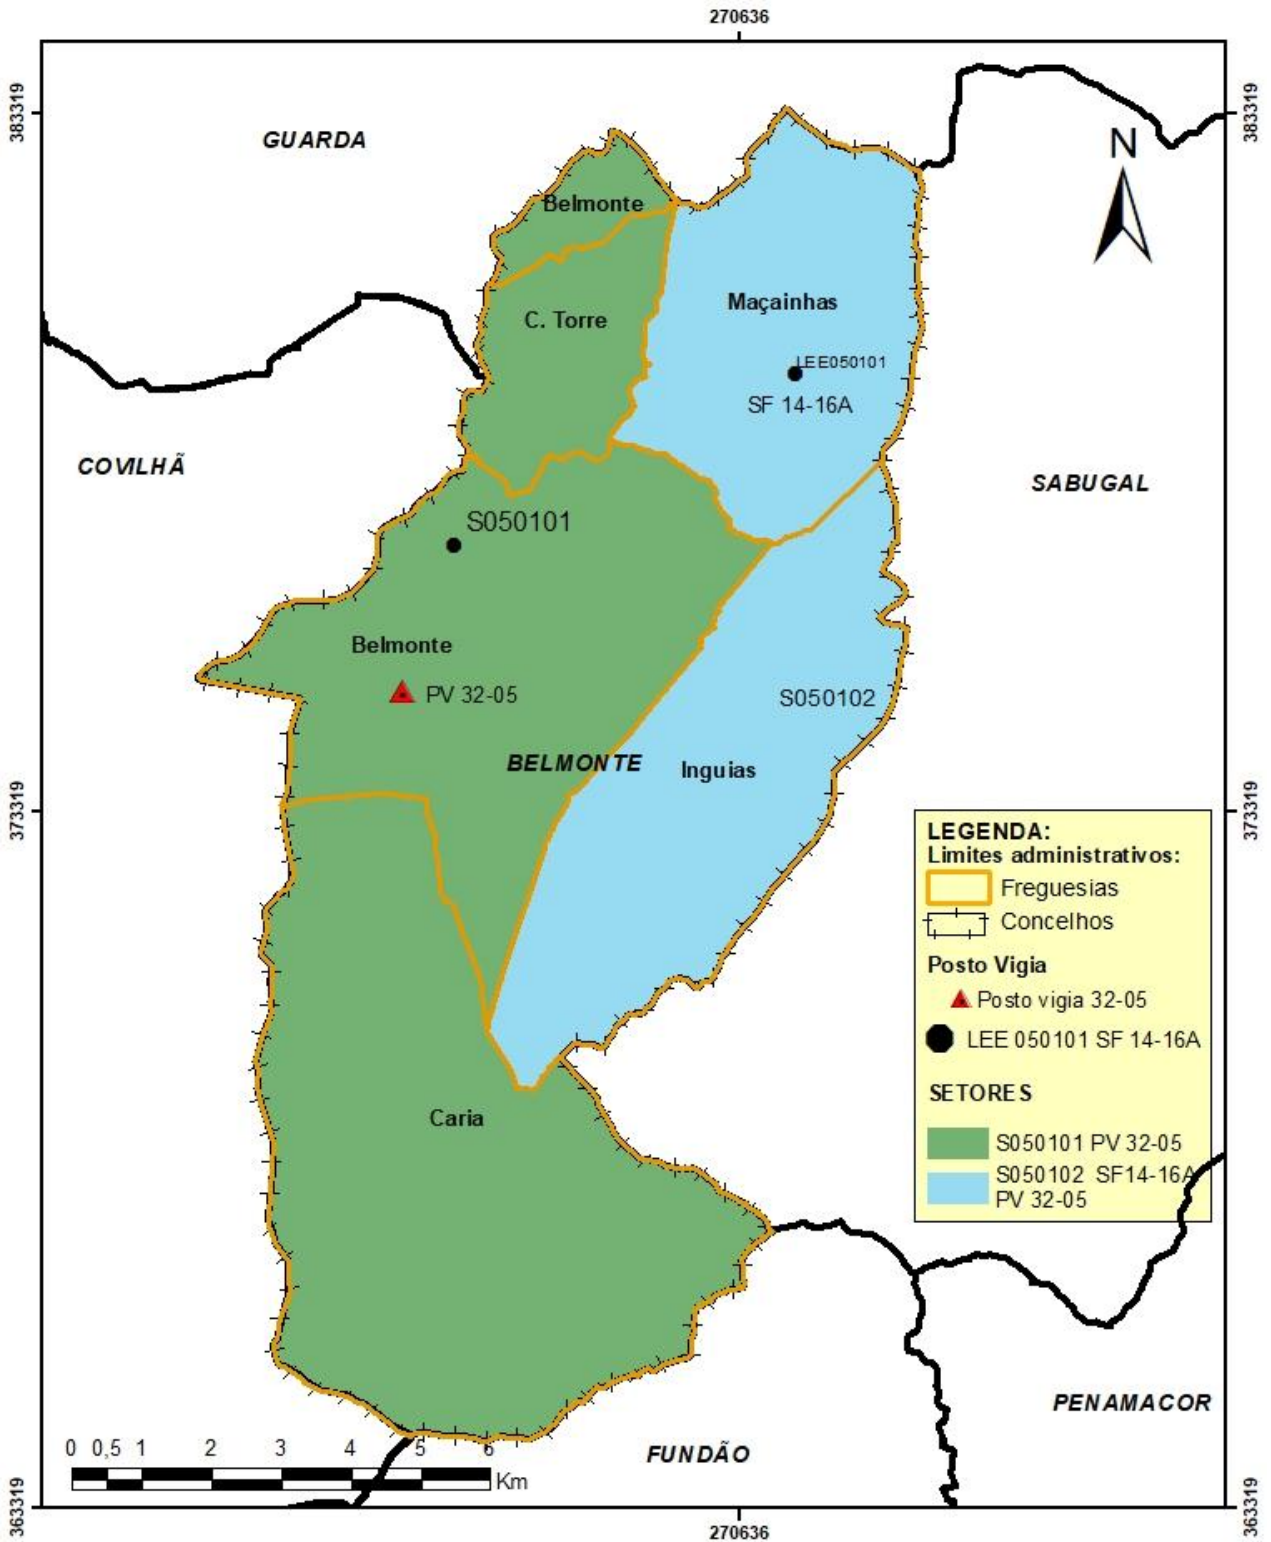 270636
383319
383319
GUARDA
N
Belmonte
Maçainhas
C. Torre
LEE050101
SF 14-16A
COVILHÃ
SABUGAL
S050101
Belmonte
PV 32-05
S050102
BELMONTE
Inguias
373319
373319
LEGENDA:
Limites administrativos:
Freguesias
Concelhos
Posto Vigia
Posto vigia 32-05
LEE 050101 SF 14-16A
SETORES
S050101 PV 32-05
S050102 SF14-16A
PV 32-05
Caria
PENAMACOR
FUNDÃO
0 0,5 1 2 3 4 5 6
Km
363319
363319
270636